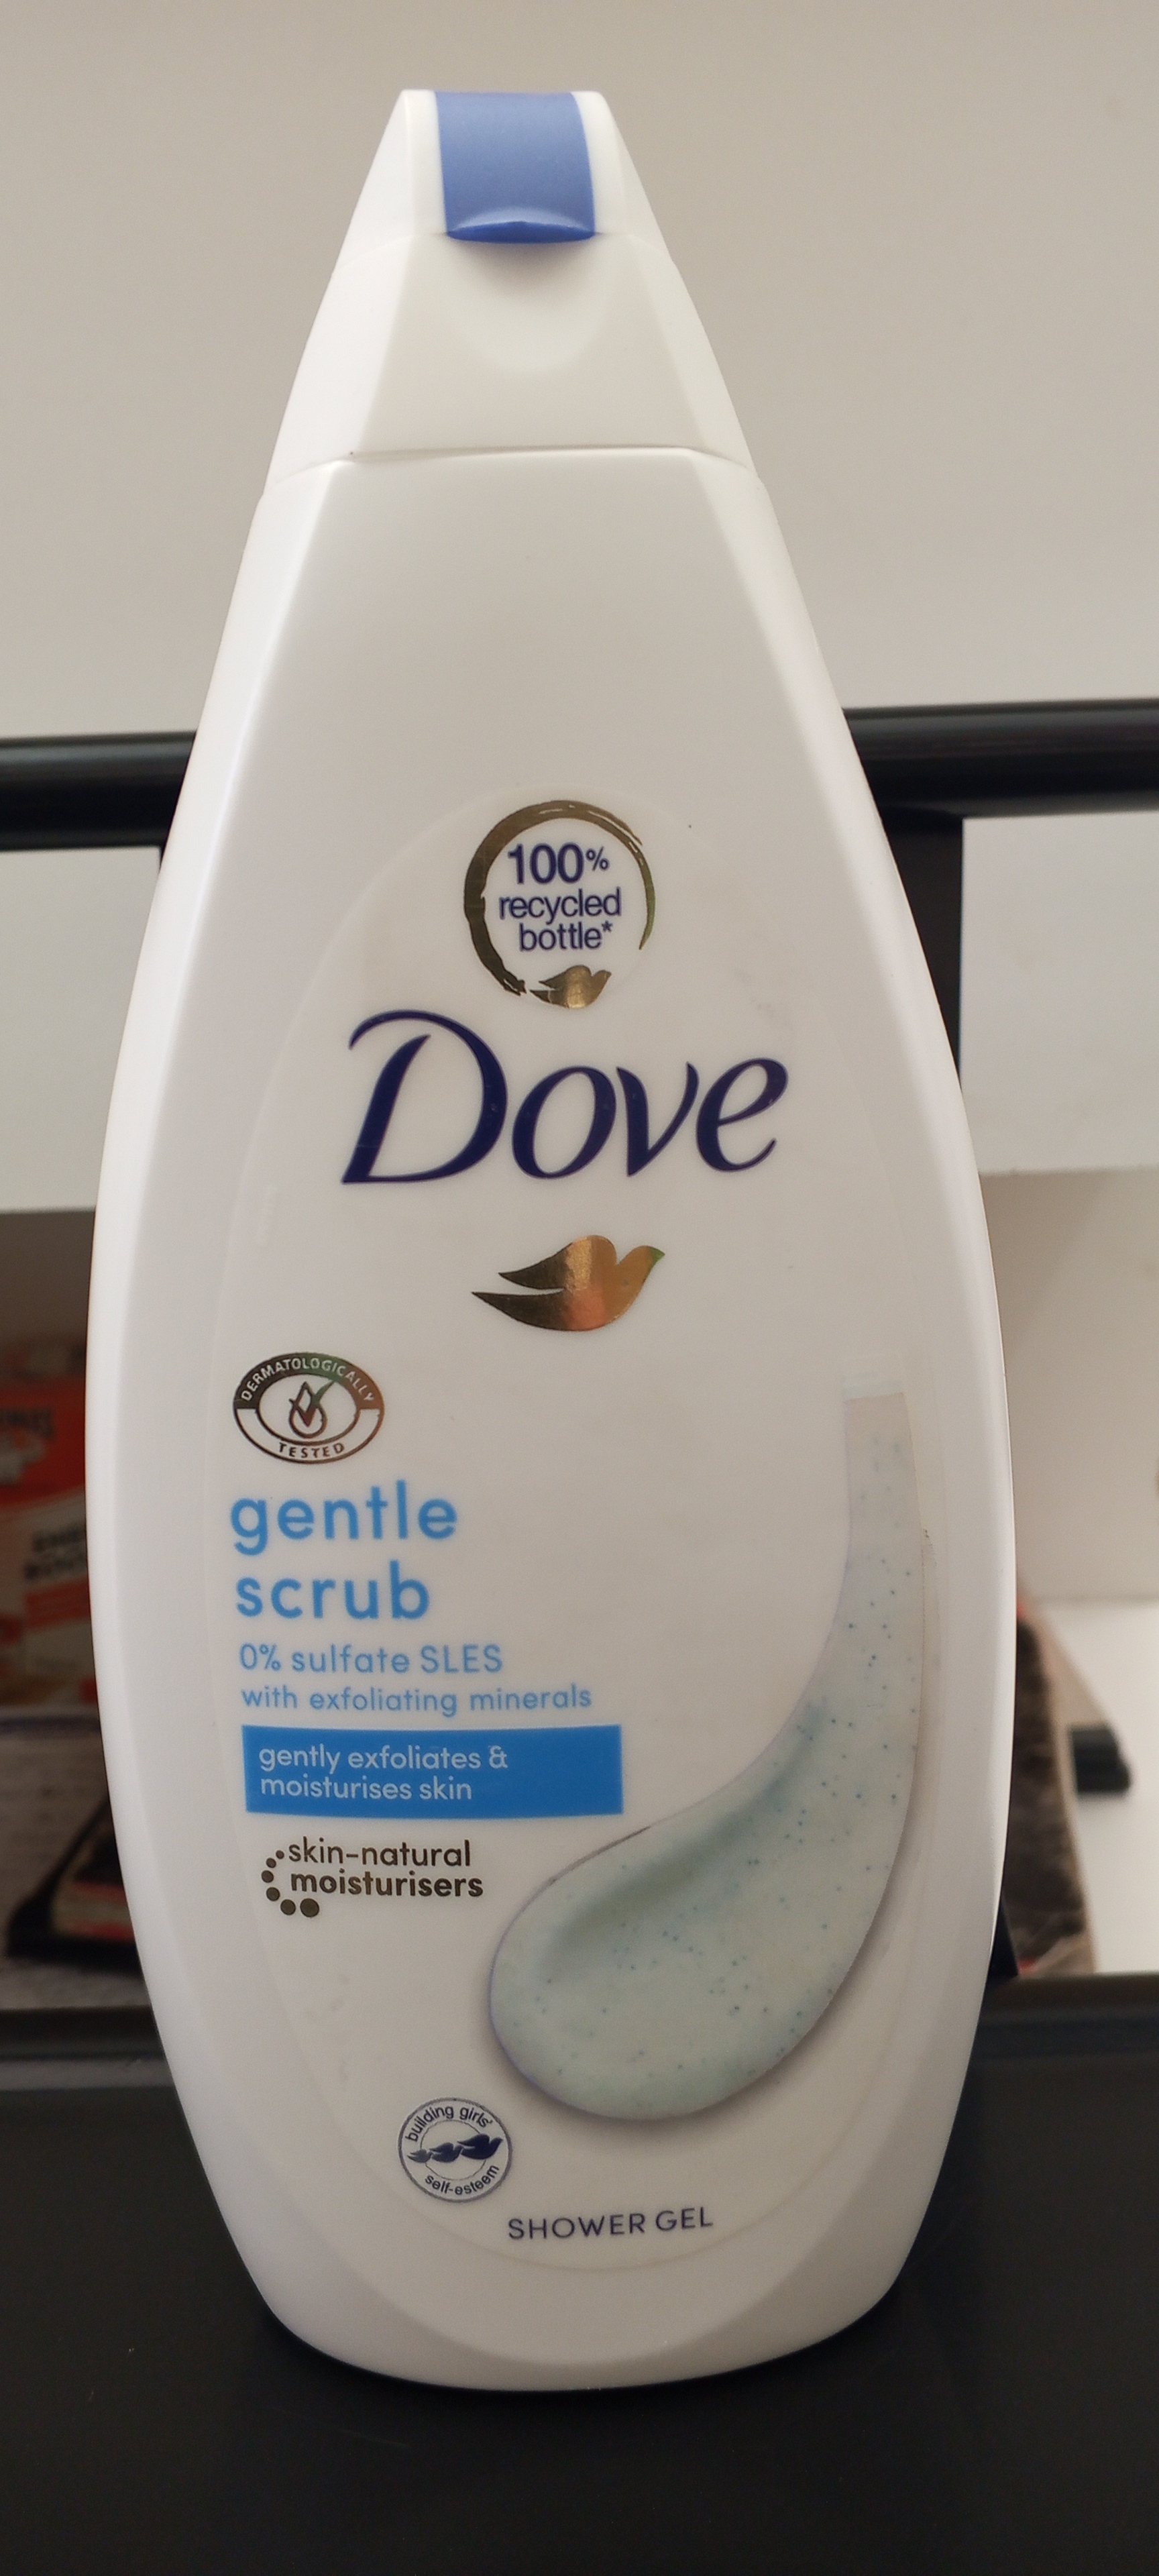 100%
recycled
bottle*
Dove
DERMATOLOGICALLY
TESTED
gentle
scrub
0% sulfate SLES
with exfoliating minerals
gently exfoliates &
moisturises skin
skin-natural
moisturisers
building girls'
self-esteem
SHOWER GEL